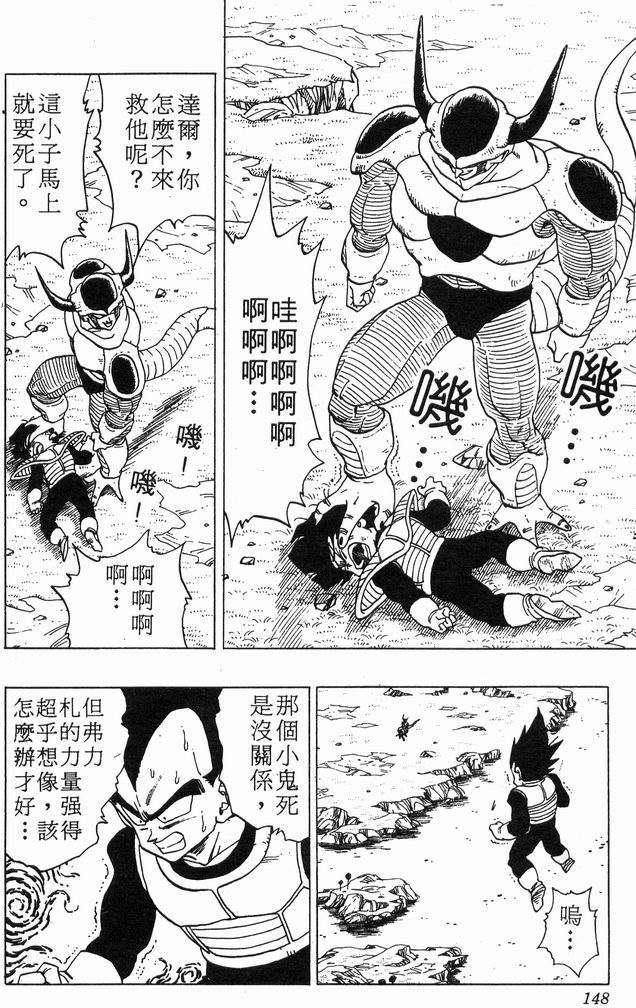 哇啊啊啊啊
啊啊啊…
嘰
…
嘰
…
達爾，你
怎麼不來
救他呢？
這小子馬上
就要死了。
嘰！
嘰！
啊啊啊
啊…
嗚…
那個小鬼死
是沒關係，
但弗力
札的力量强得
超乎想像，該
怎麼辦才好…
148